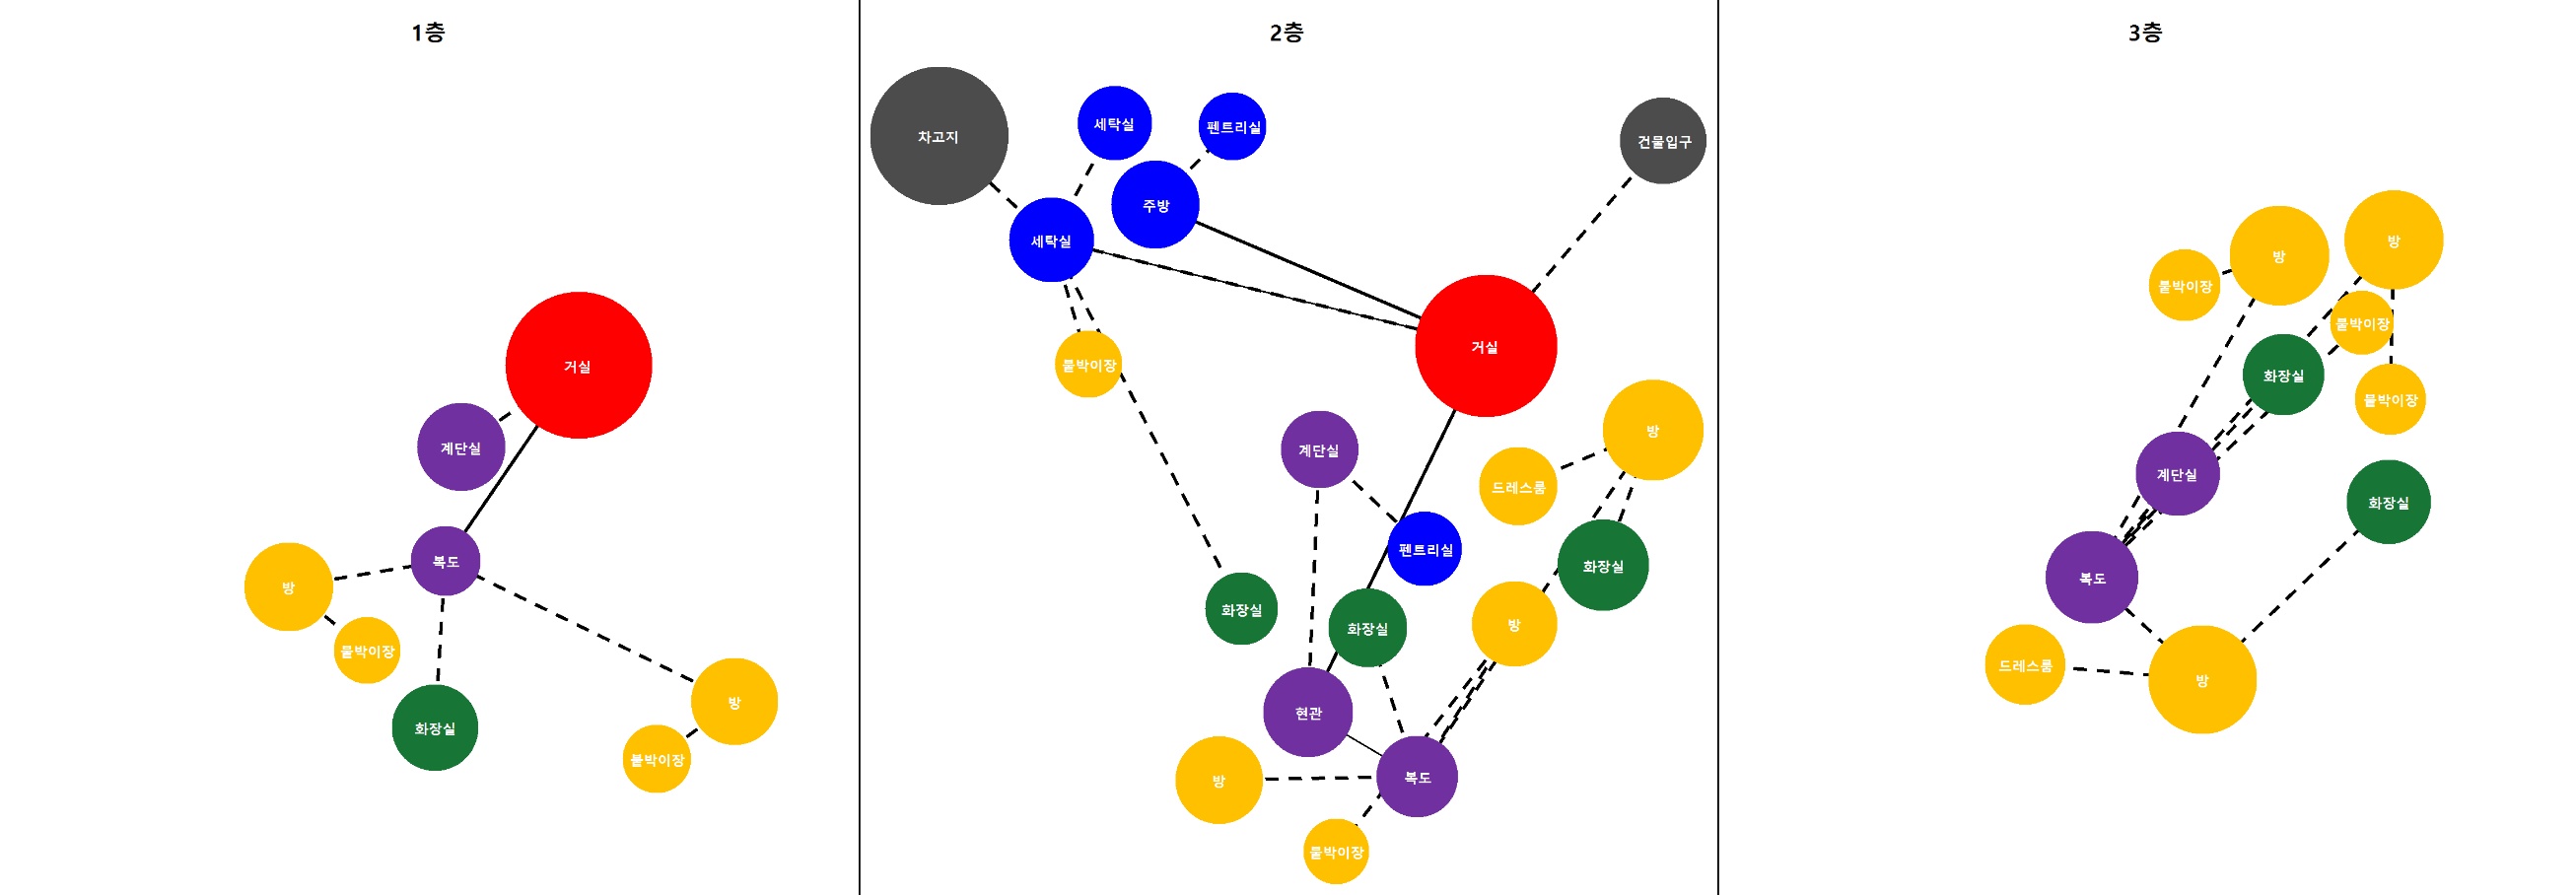 1층
거실
계단실
복도
방
붙박이장
화장실
방
붙박이장
2층
차고지
세탁실
펜트리실
건물입구
주방
세탁실
거실
붙박이장
방
계단실
드레스룸
펜트리실
화장실
화장실
화장실
방
현관
방
복도
붙박이장
3층
방
방
붙박이장
붙박이장
화장실
붙박이장
계단실
화장실
복도
드레스룸
방